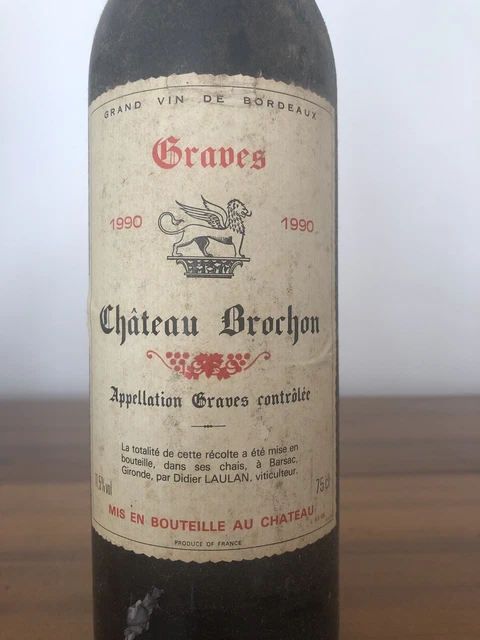 GRAND VIN DE BORDEAUX
Graves
1990 1990
Château Brochon
Appellation Graves contrôlée
La totalité de cette récolte a été mise en
bouteille, dans ses chais, à Barsac,
Gironde, par Didier LAULAN, viticulteur.
75 cl
MIS EN BOUTEILLE AU CHATEAU
PRODUCE OF FRANCE